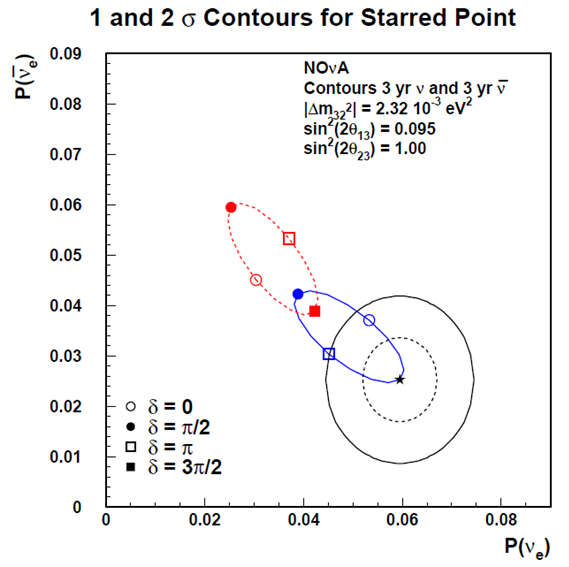 1 and 2 σ Contours for Starred Point
P(ν̅ₑ)
0.09
0.08
0.07
0.06
0.05
0.04
0.03
0.02
0.01
0
NOνA
Contours 3 yr ν and 3 yr ν̅
|Δm₃₂²| = 2.32 10⁻³ eV²
sin²(2θ₁₃) = 0.095
sin²(2θ₂₃) = 1.00
δ = 0
δ = π/2
δ = π
δ = 3π/2
0 0.02 0.04 0.06 0.08
P(νₑ)